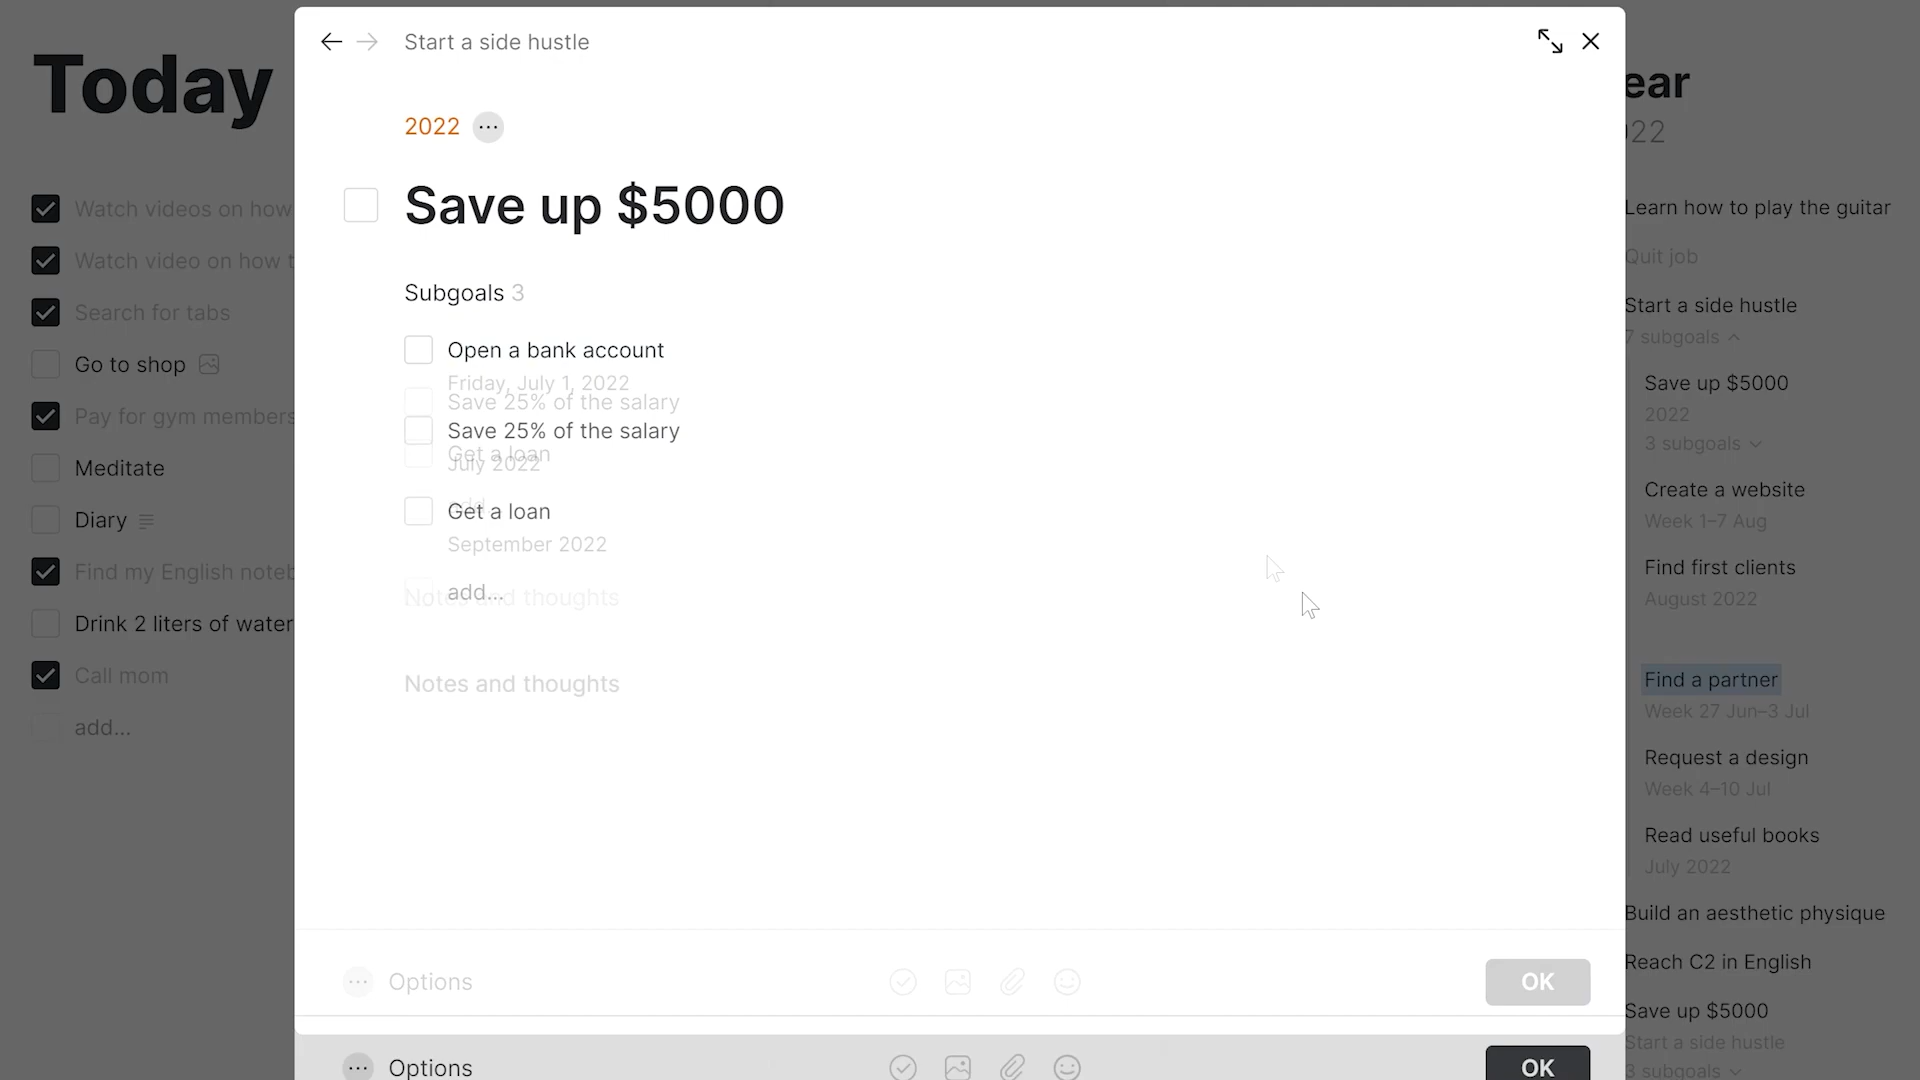 Today
Watch videos on how
Watch video on how t
Search for tabs
Go to shop
Pay for gym members
Meditate
Diary
Find my English noteb
Drink 2 liters of water
Call mom
add...
Start a side hustle
2022
Save up $5000
Subgoals 3
Open a bank account
Friday, July 1, 2022
Save 25% of the salary
Save 25% of the salary
Get a loan
July 2022
add...
Get a loan
September 2022
add...
Notes and thoughts
Notes and thoughts
Options
OK
Options
OK
ear
022
Learn how to play the guitar
Quit job
Start a side hustle
7 subgoals
Save up $5000
2022
3 subgoals
Create a website
Week 1–7 Aug
Find first clients
August 2022
Find a partner
Week 27 Jun–3 Jul
Request a design
Week 4–10 Jul
Read useful books
July 2022
Build an aesthetic physique
Reach C2 in English
Save up $5000
Start a side hustle
3 subgoals